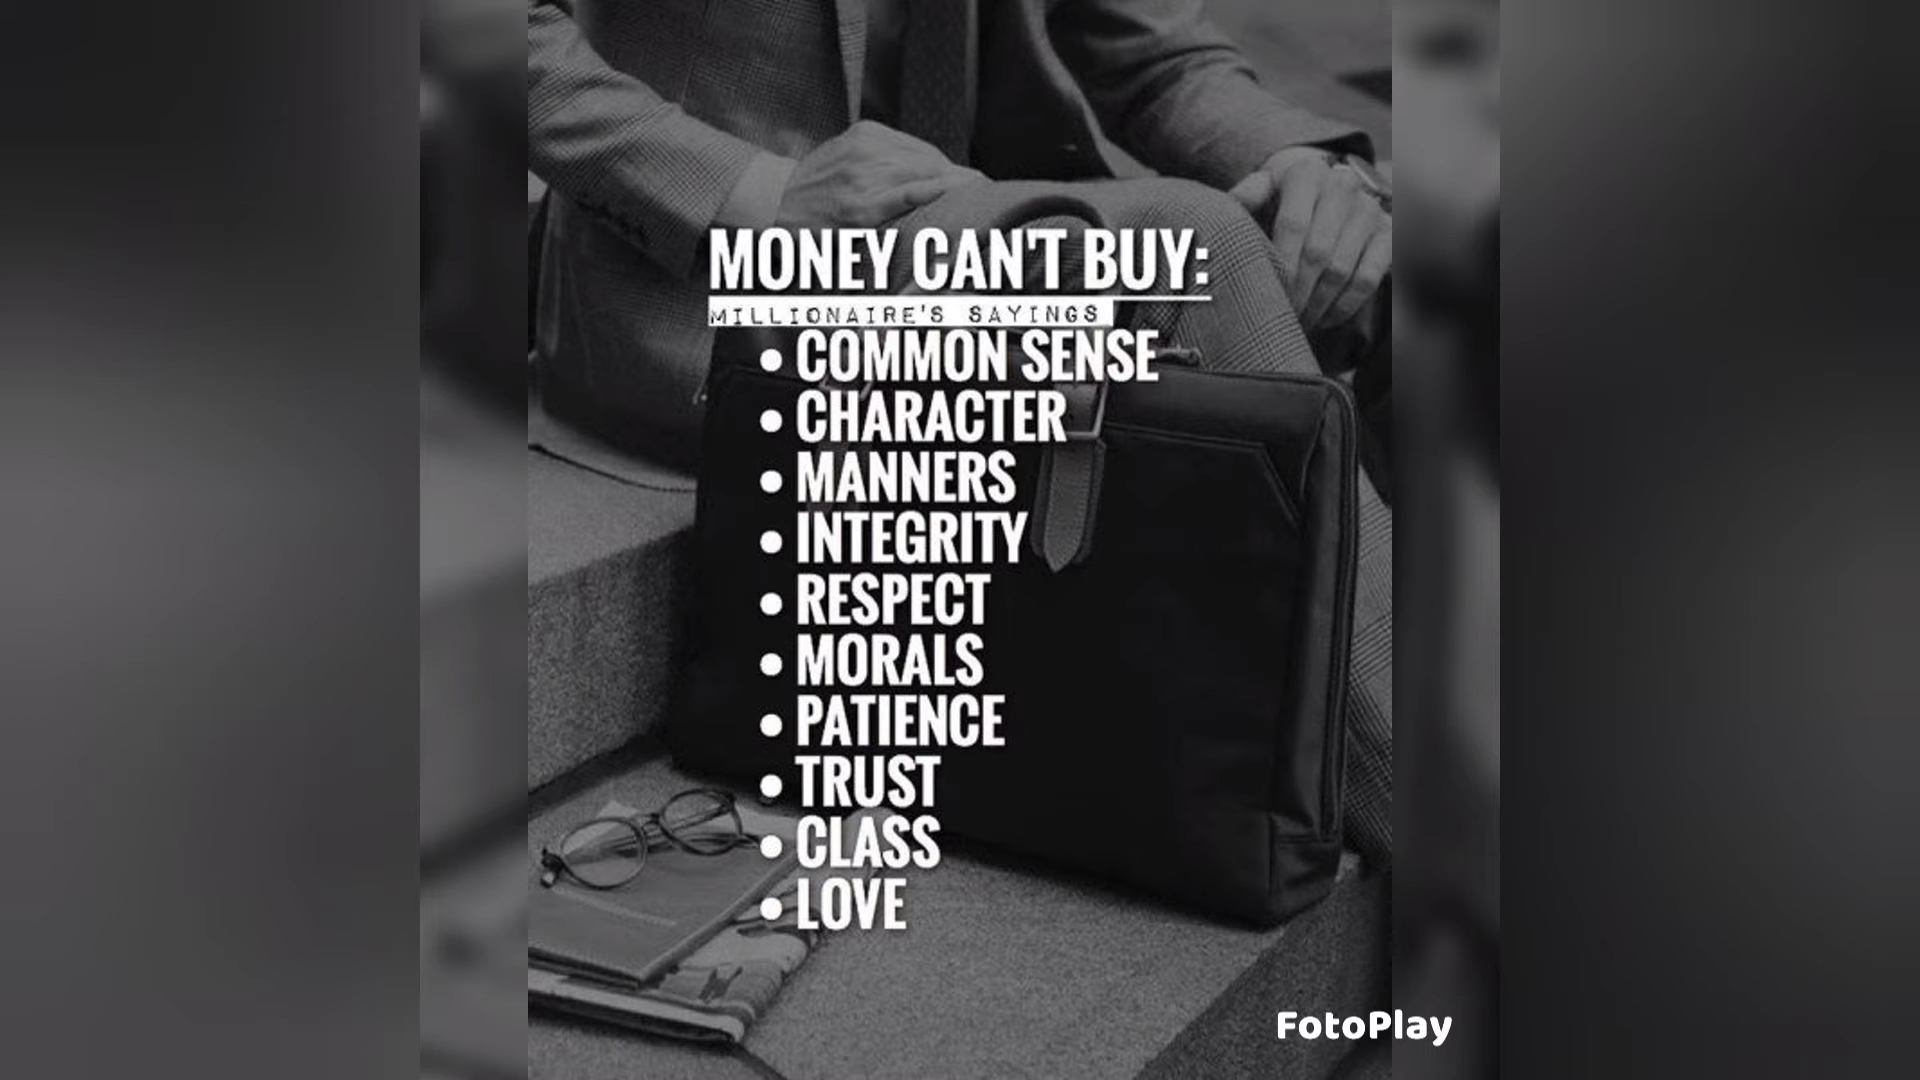 MONEY CAN'T BUY:
MILLIONAIRE'S SAYINGS
• COMMON SENSE
• CHARACTER
• MANNERS
• INTEGRITY
• RESPECT
• MORALS
• PATIENCE
• TRUST
• CLASS
• LOVE
FotoPlay